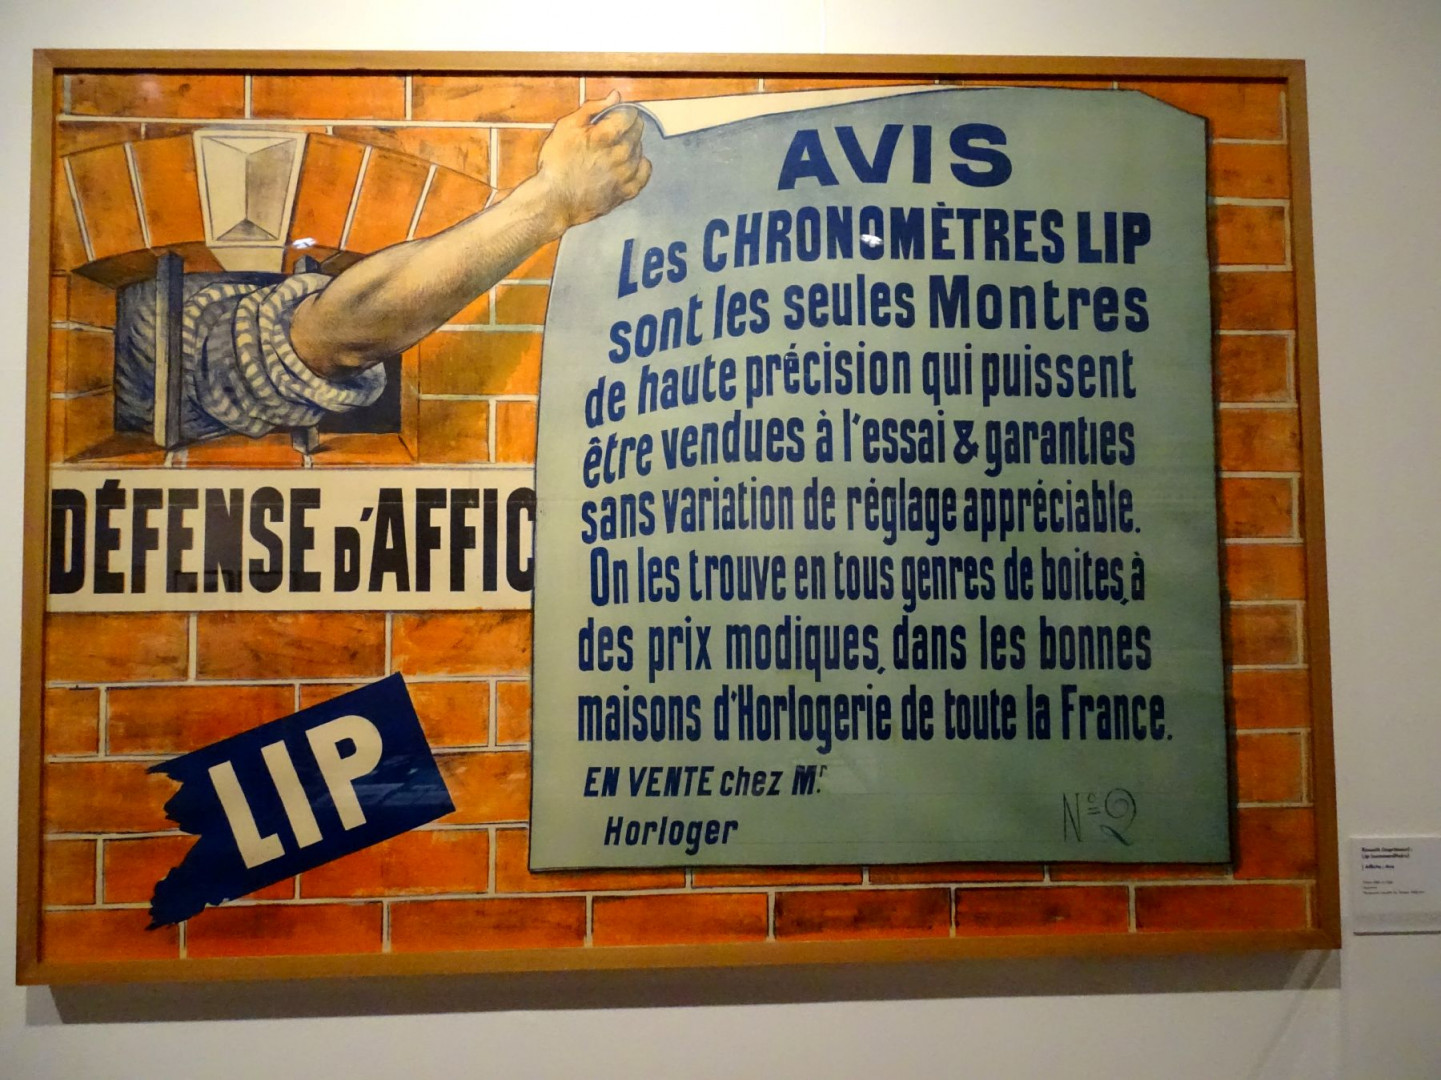 AVIS
Les CHRONOMÈTRES LIP
sont les seules Montres
de haute précision qui puissent
être vendues à l'essai & garanties
sans variation de réglage appréciable.
On les trouve en tous genres de boites, à
des prix modiques, dans les bonnes
maisons d'Horlogerie de toute la France.
EN VENTE chez Mr.
Horloger
No 2
DÉFENSE D'AFFIC
LIP